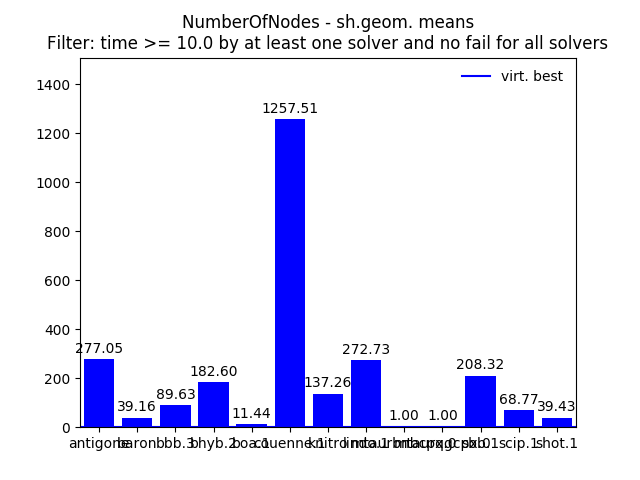 NumberOfNodes - sh.geom. means
Filter: time >= 10.0 by at least one solver and no fail for all solvers
virt. best
1400
1200
1000
800
600
400
200
0
277.05
39.16
89.63
182.60
11.44
1257.51
137.26
272.73
1.00
1.00
208.32
68.77
39.43
antigone
baron
bbb.3
bhyb.2
boa.1
couenne.1
knitro
scip.1
shot.1